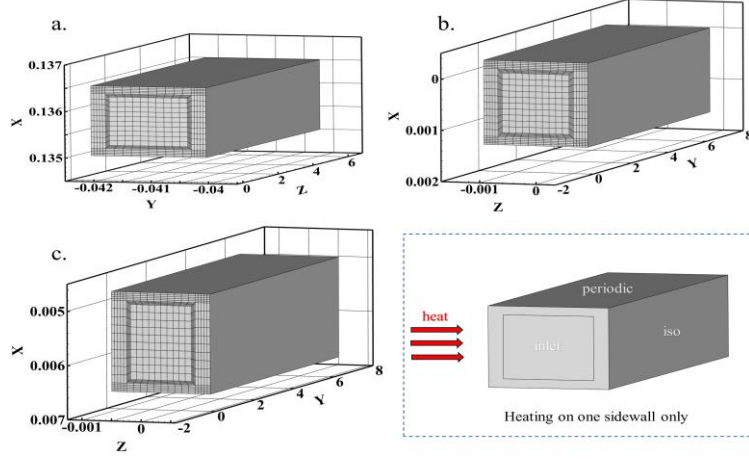 a.
0.137
0.136
0.135
X
-0.042
-0.041
-0.04
Y
0
2
4
6
Z
b.
0
0.001
0.002
X
-0.001
0
Z
-2
0
2
4
6
8
Y
c.
0.005
0.006
0.007
X
-0.001
0
Z
-2
0
2
4
6
8
Y
heat
periodic
inlet
iso
Heating on one sidewall only